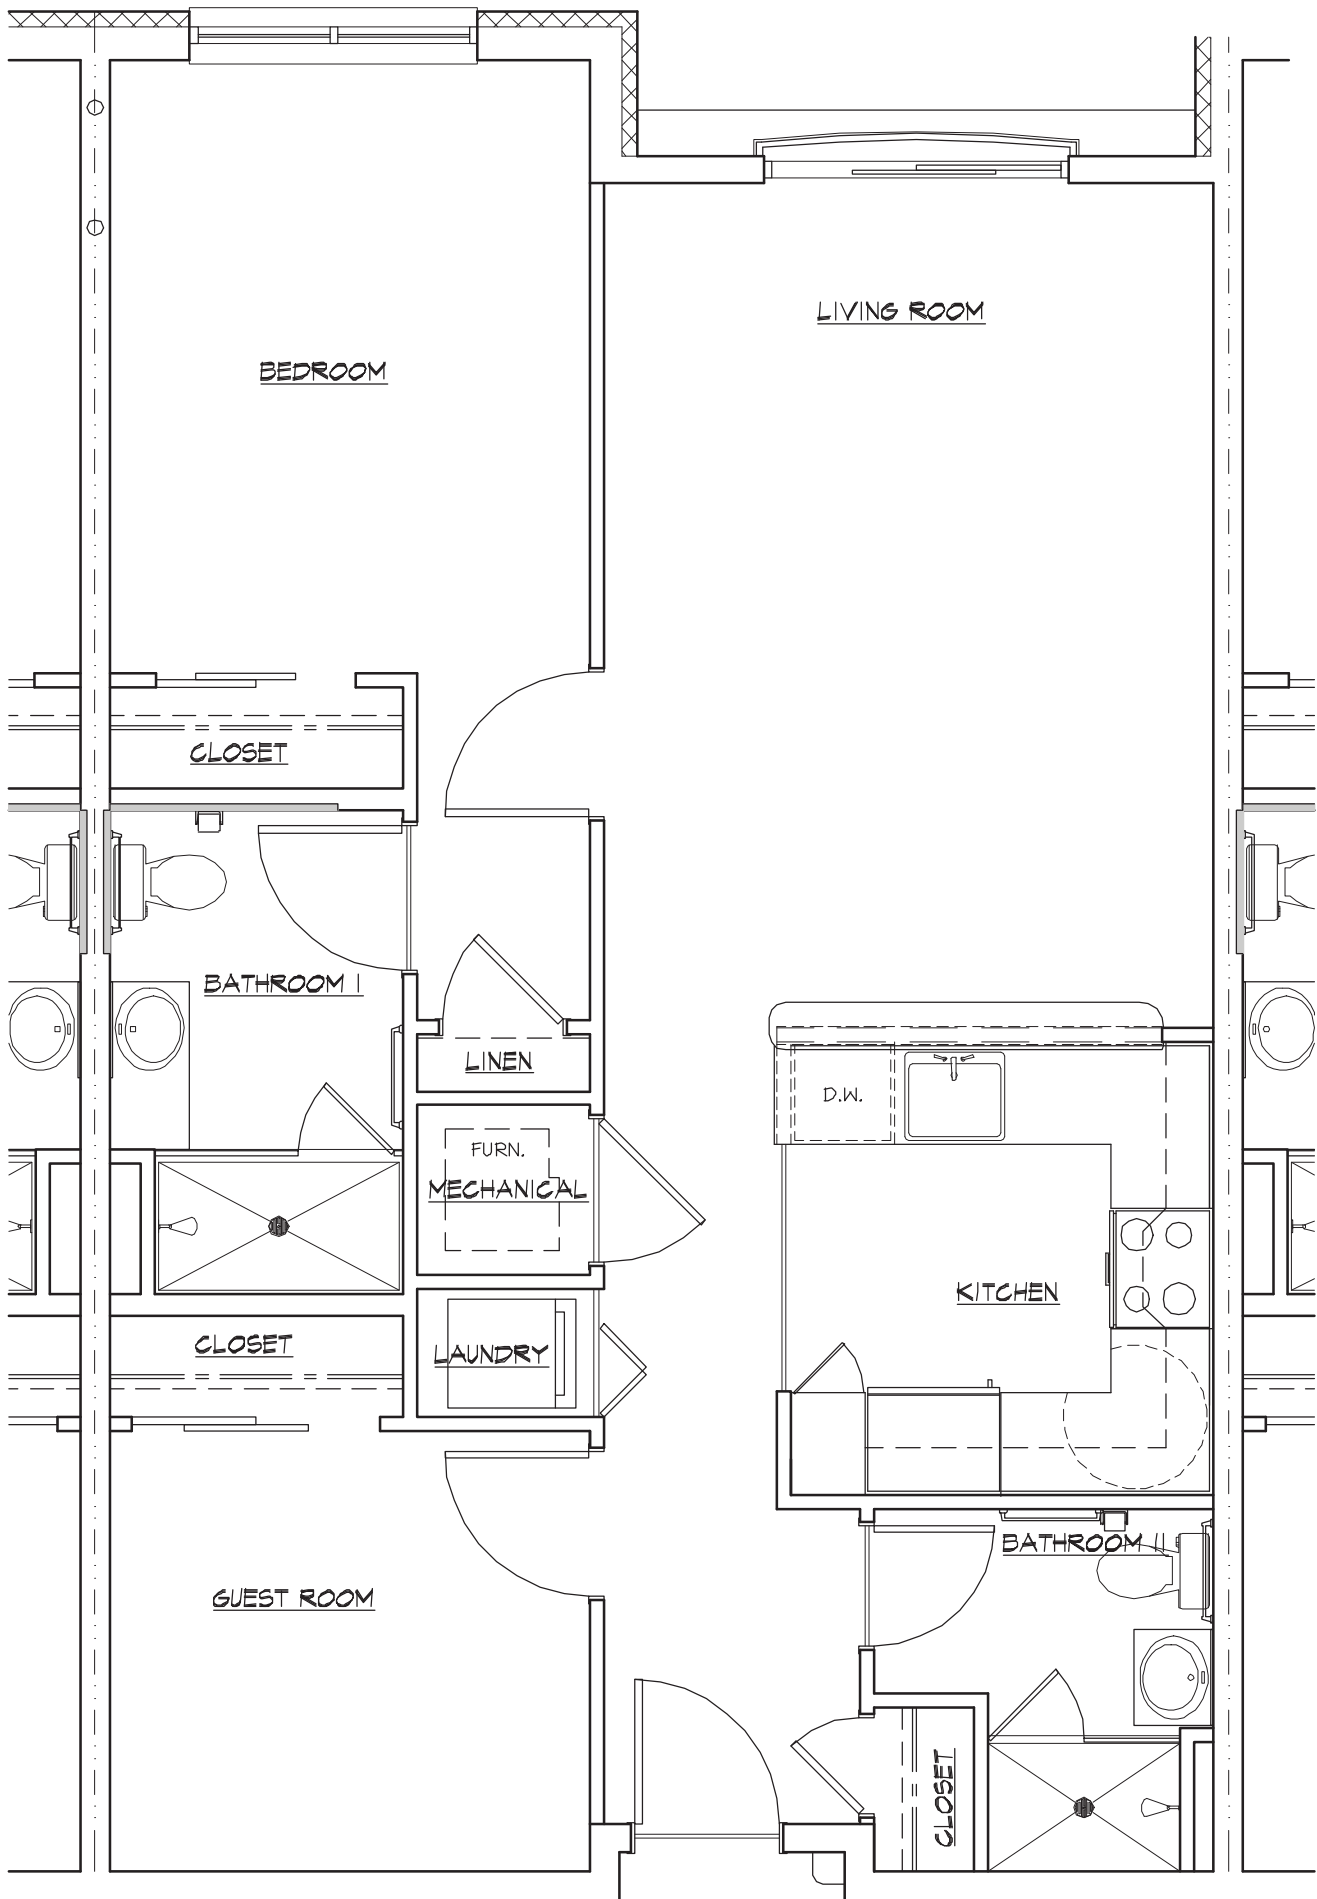 LIVING ROOM
BEDROOM
CLOSET
BATHROOM I
LINEN
D.W.
FURN.
MECHANICAL
KITCHEN
CLOSET
LAUNDRY
BATHROOM II
GUEST ROOM
CLOSET